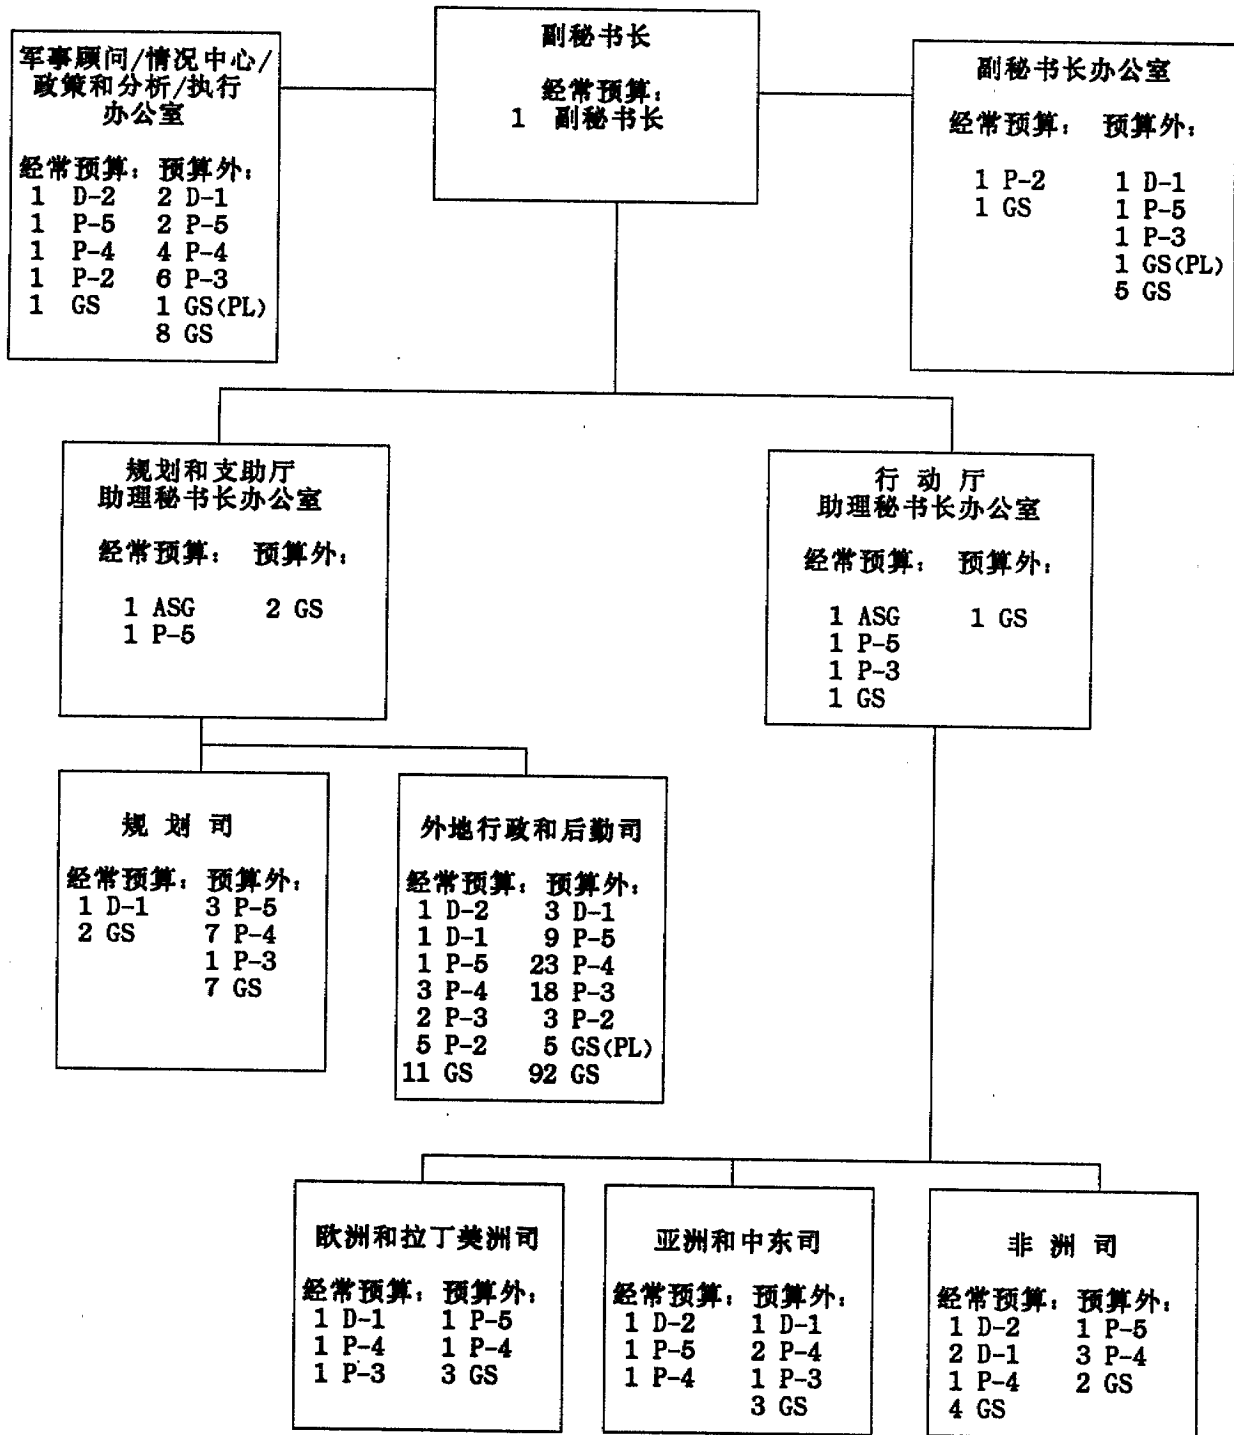 军事顾问/情况中心/
政策和分析/执行
办公室
经常预算： 预算外：
1 D-2 2 D-1
1 P-5 2 P-5
1 P-4 4 P-4
1 P-2 6 P-3
1 GS 1 GS(PL)
8 GS
副秘书长
经常预算：
1 副秘书长
副秘书长办公室
经常预算： 预算外：
1 P-2 1 D-1
1 GS 1 P-5
1 P-3
1 GS(PL)
5 GS
规划和支助厅
助理秘书长办公室
经常预算： 预算外：
1 ASG 2 GS
1 P-5
行动厅
助理秘书长办公室
经常预算： 预算外：
1 ASG 1 GS
1 P-5
1 P-3
1 GS
规划司
经常预算： 预算外：
1 D-1 3 P-5
2 GS 7 P-4
1 P-3
7 GS
外地行政和后勤司
经常预算： 预算外：
1 D-2 3 D-1
1 D-1 9 P-5
1 P-5 23 P-4
3 P-4 18 P-3
2 P-3 3 P-2
5 P-2 5 GS(PL)
11 GS 92 GS
欧洲和拉丁美洲司
经常预算： 预算外：
1 D-1 1 P-5
1 P-4 1 P-4
1 P-3 3 GS
亚洲和中东司
经常预算： 预算外：
1 D-2 1 D-1
1 P-5 2 P-4
1 P-4 1 P-3
3 GS
非洲司
经常预算： 预算外：
1 D-2 1 P-5
2 D-1 3 P-4
1 P-4 2 GS
4 GS